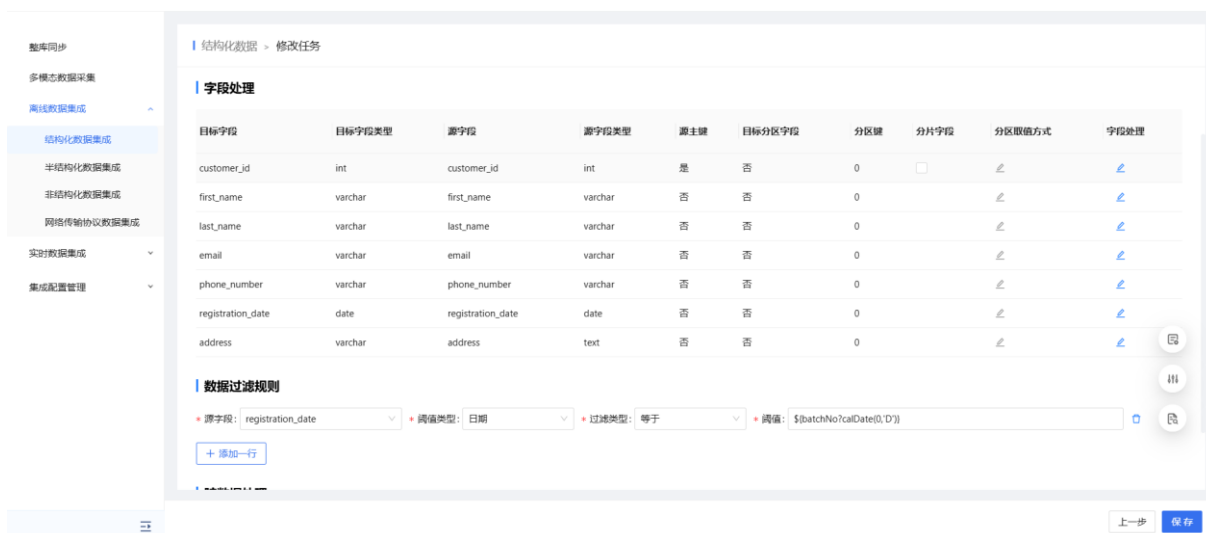 整库同步
多模态数据采集
离线数据集成
结构化数据集成
半结构化数据集成
非结构化数据集成
网络传输协议数据集成
实时数据集成
集成配置管理
结构化数据 > 修改任务
字段处理
目标字段 目标字段类型 源字段 源字段类型 源主键 目标分区字段 分区键 分片字段 分区取值方式 字段处理
customer_id int customer_id int 是 否 0
first_name varchar first_name varchar 否 否 0
last_name varchar last_name varchar 否 否 0
email varchar email varchar 否 否 0
phone_number varchar phone_number varchar 否 否 0
registration_date date registration_date date 否 否 0
address varchar address text 否 否 0
数据过滤规则
* 源字段: registration_date * 阈值类型: 日期 * 过滤类型: 等于 * 阈值: ${batchNo?calDate(0,'D')}
+ 添加一行
上一步 保存